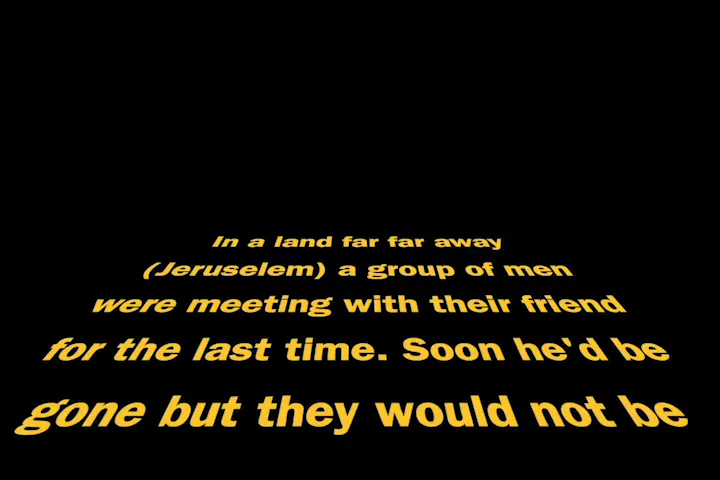 In a land far far away
(Jeruselem) a group of men
were meeting with their friend
for the last time. Soon he'd be
gone but they would not be